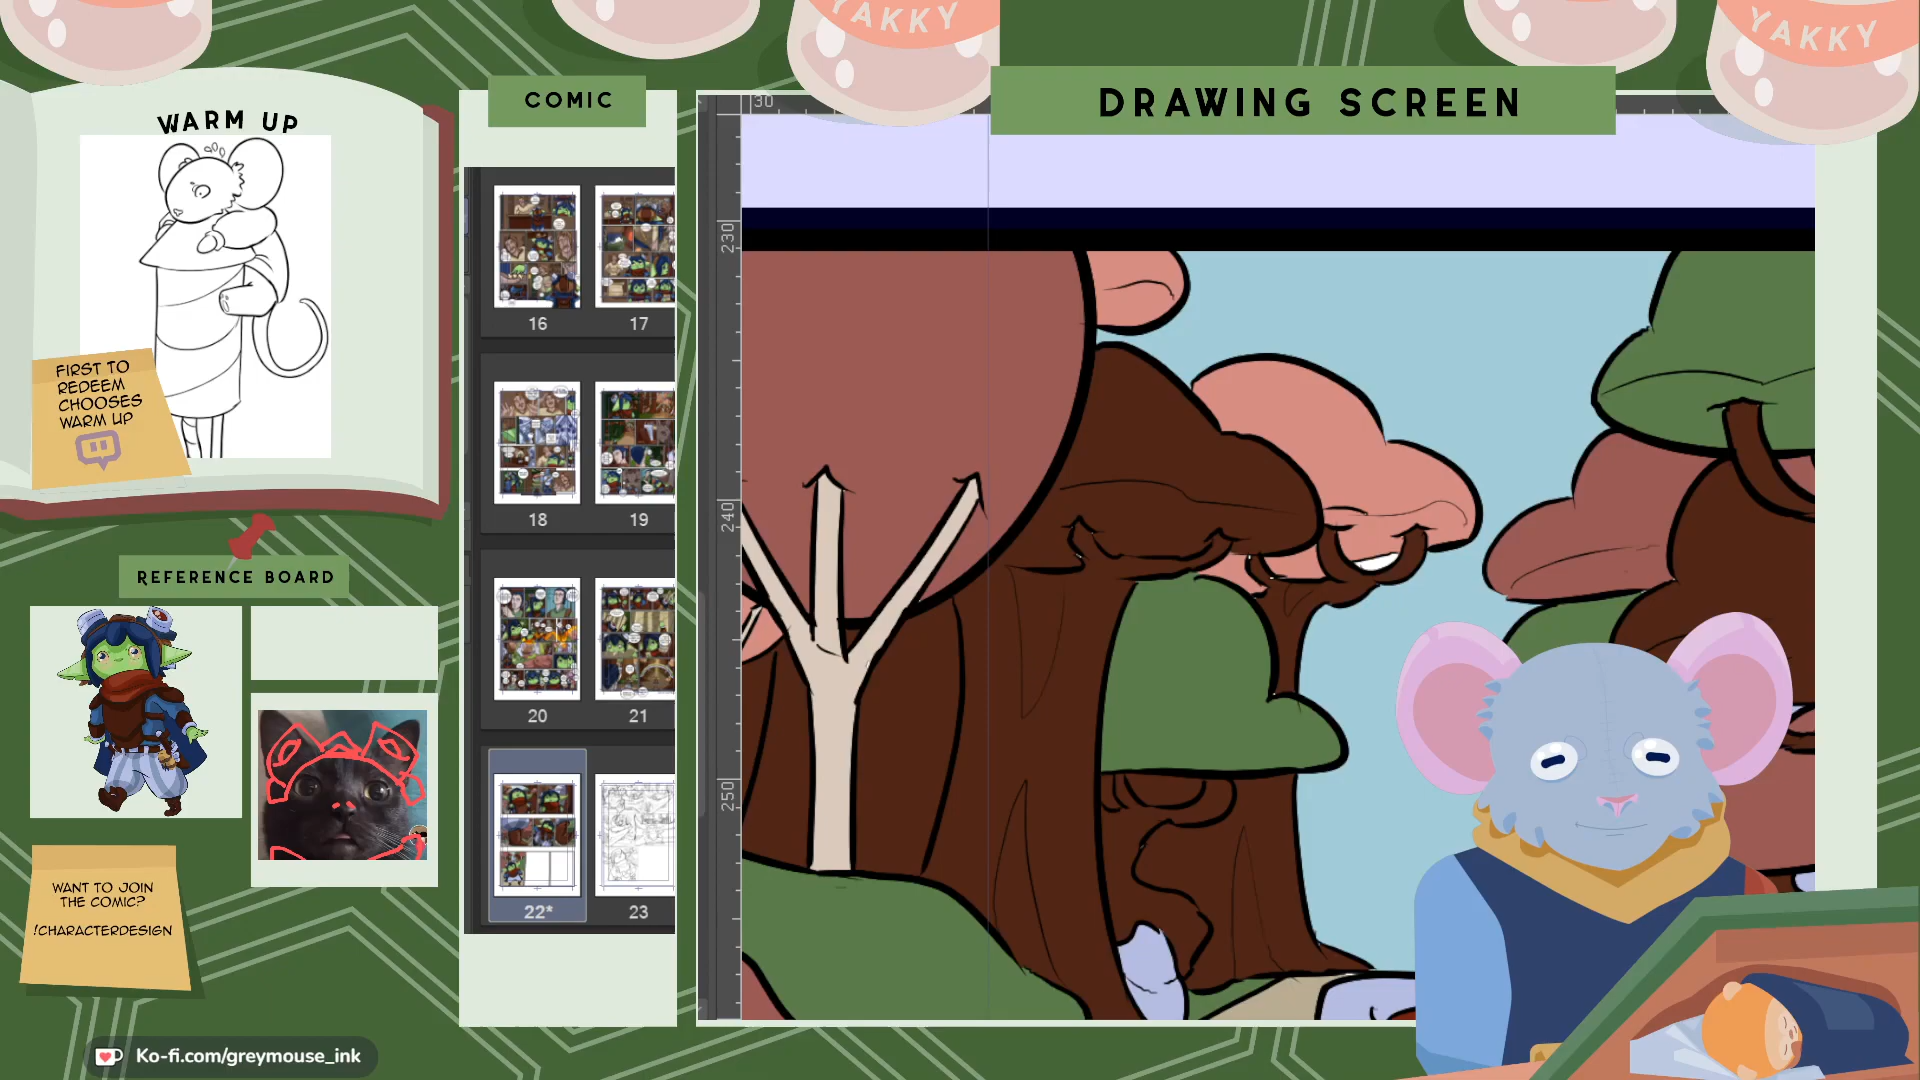 YAKKY
YAKKY
WARM UP
FIRST TO
REDEEM
CHOOSES
WARM UP
COMIC
DRAWING SCREEN
30
230
240
250
16
17
18
19
20
21
22*
23
REFERENCE BOARD
WANT TO JOIN
THE COMIC?
!CHARACTERDESIGN
Ko-fi.com/greymouse_ink